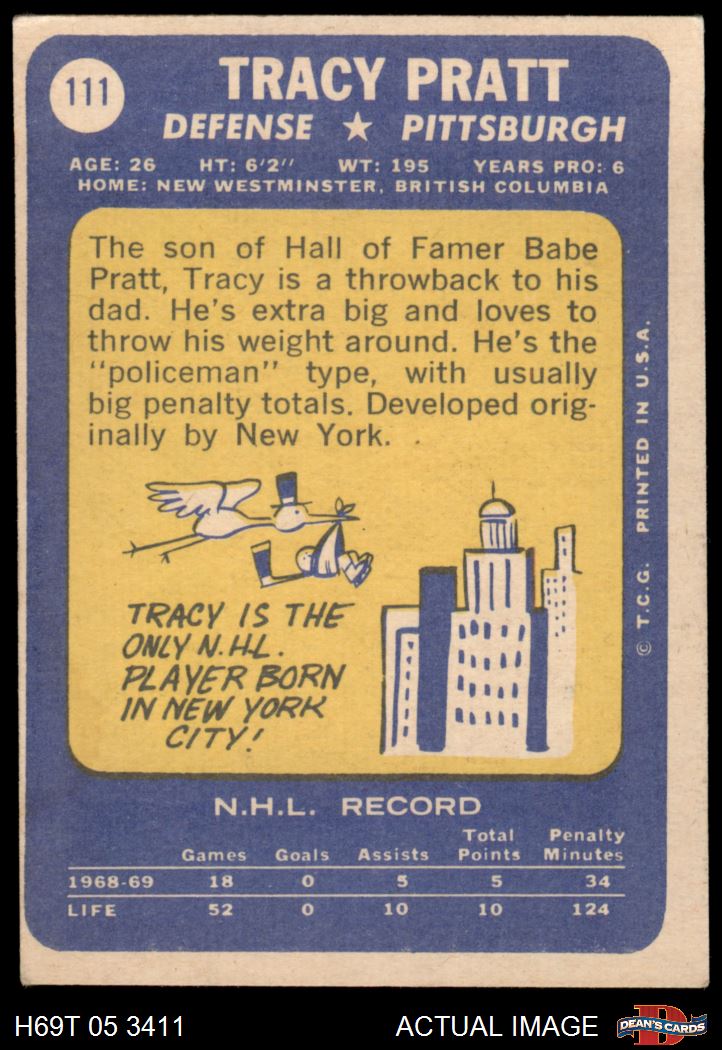 111
TRACY PRATT
DEFENSE ★ PITTSBURGH
AGE: 26 HT: 6'2" WT: 195 YEARS PRO: 6
HOME: NEW WESTMINSTER, BRITISH COLUMBIA
The son of Hall of Famer Babe
Pratt, Tracy is a throwback to his
dad. He's extra big and loves to
throw his weight around. He's the
"policeman" type, with usually
big penalty totals. Developed orig-
inally by New York.
TRACY IS THE
ONLY N.H.L.
PLAYER BORN
IN NEW YORK
CITY!
© T.C.G. PRINTED IN U.S.A.
N.H.L. RECORD
Games Goals Assists Total Points Penalty Minutes
1968-69 18 0 5 5 34
LIFE 52 0 10 10 124
H69T 05 3411
ACTUAL IMAGE
D
DEAN'S CARDS